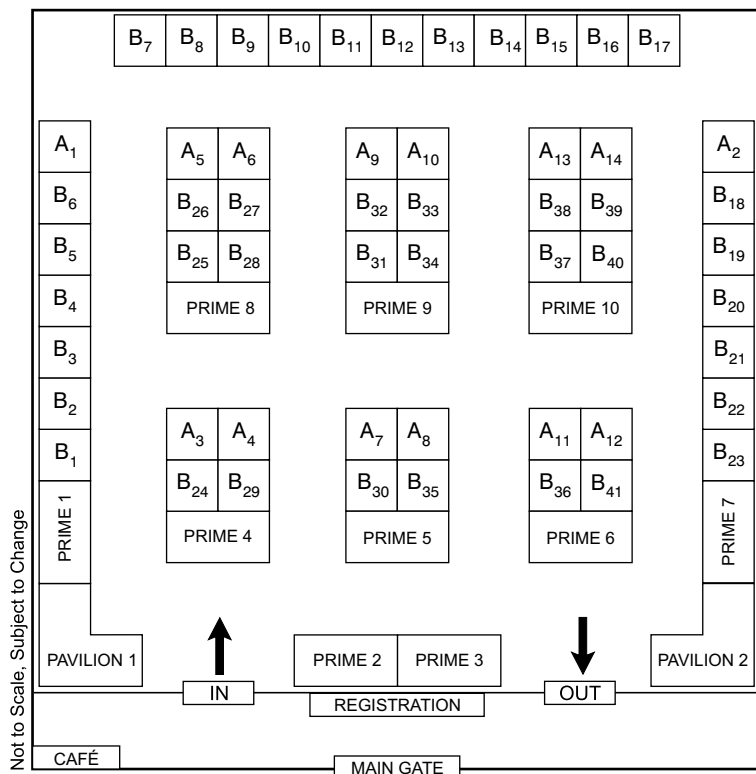 B7 B8 B9 B10 B11 B12 B13 B14 B15 B16 B17
A1 A5 A6 A9 A10 A13 A14 A2
B6 B26 B27 B32 B33 B38 B39 B18
B5 B25 B28 B31 B34 B37 B40 B19
B4 PRIME 8 PRIME 9 PRIME 10 B20
B3 B21
B2 A3 A4 A7 A8 A11 A12 B22
B1 B24 B29 B30 B35 B36 B41 B23
PRIME 1 PRIME 4 PRIME 5 PRIME 6 PRIME 7
PAVILION 1 PRIME 2 PRIME 3 PAVILION 2
IN REGISTRATION OUT
CAFÉ MAIN GATE
Not to Scale, Subject to Change